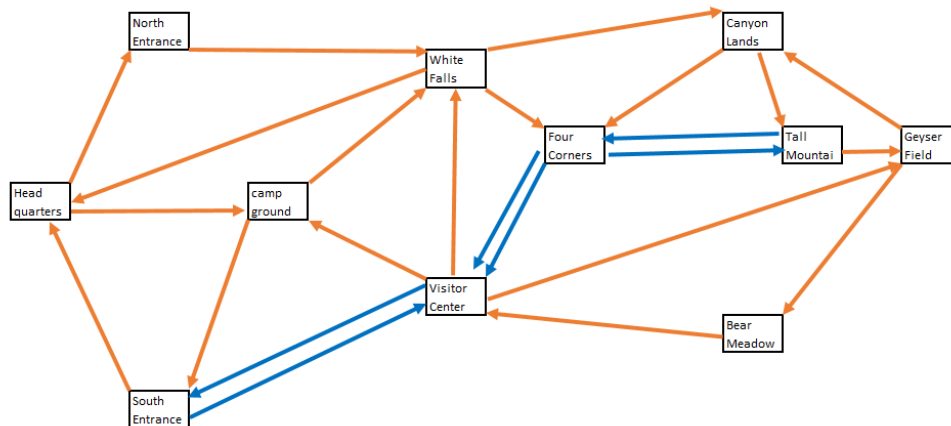 North
Entrance
White
Falls
Canyon
Lands
Four
Corners
Tall
Mountai
Geyser
Field
Head
quarters
camp
ground
Visitor
Center
Bear
Meadow
South
Entrance